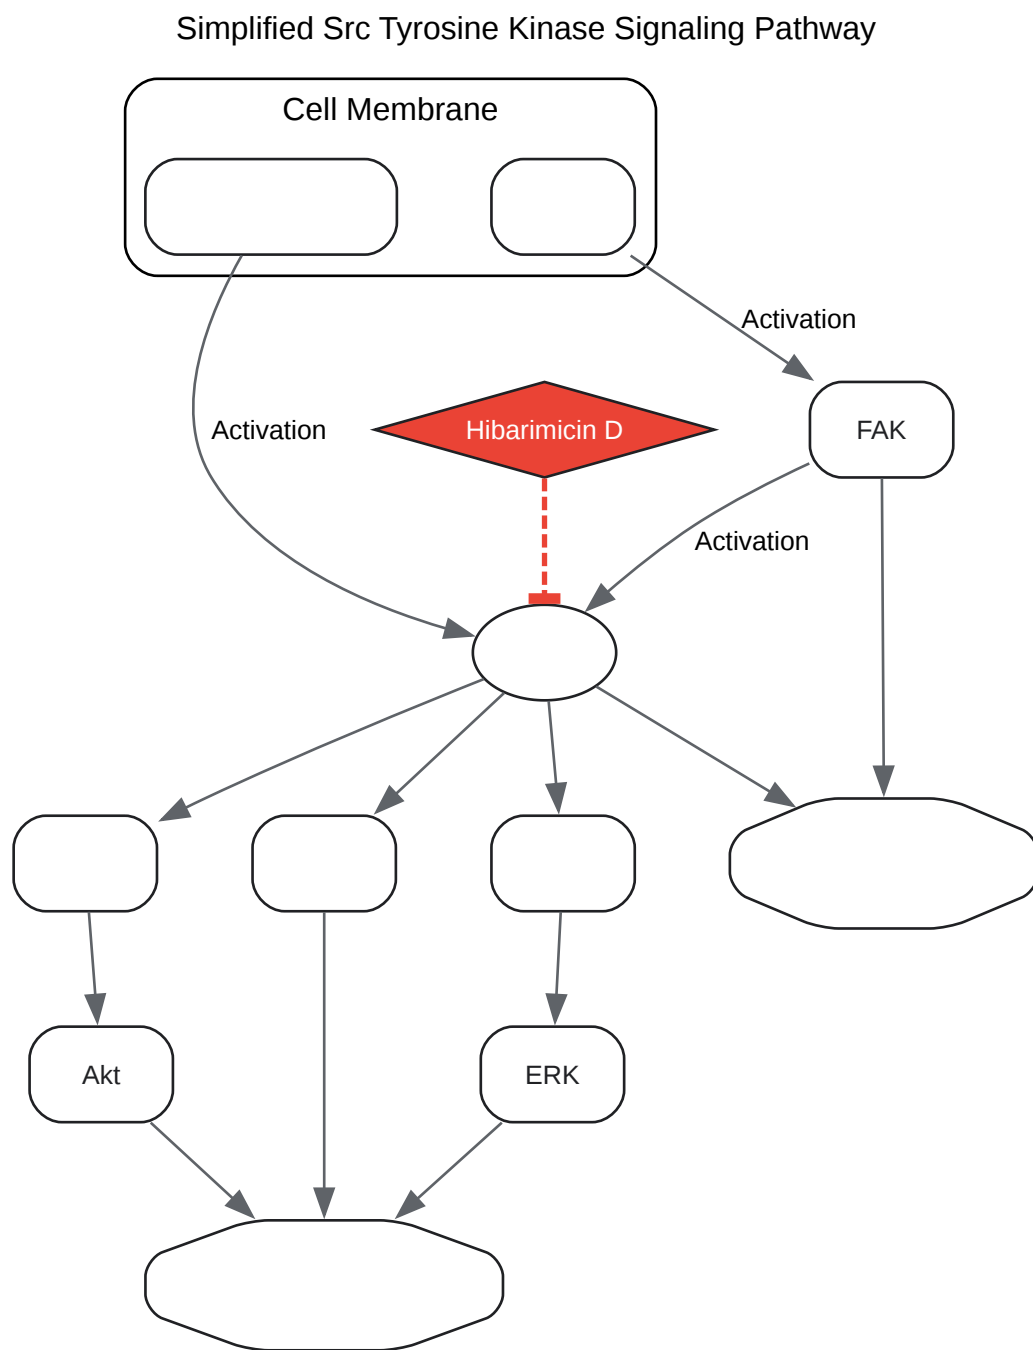 Simplified Src Tyrosine Kinase Signaling Pathway
Cell Membrane
Activation
FAK
Hibarimicin D
Activation
Activation
Akt
ERK